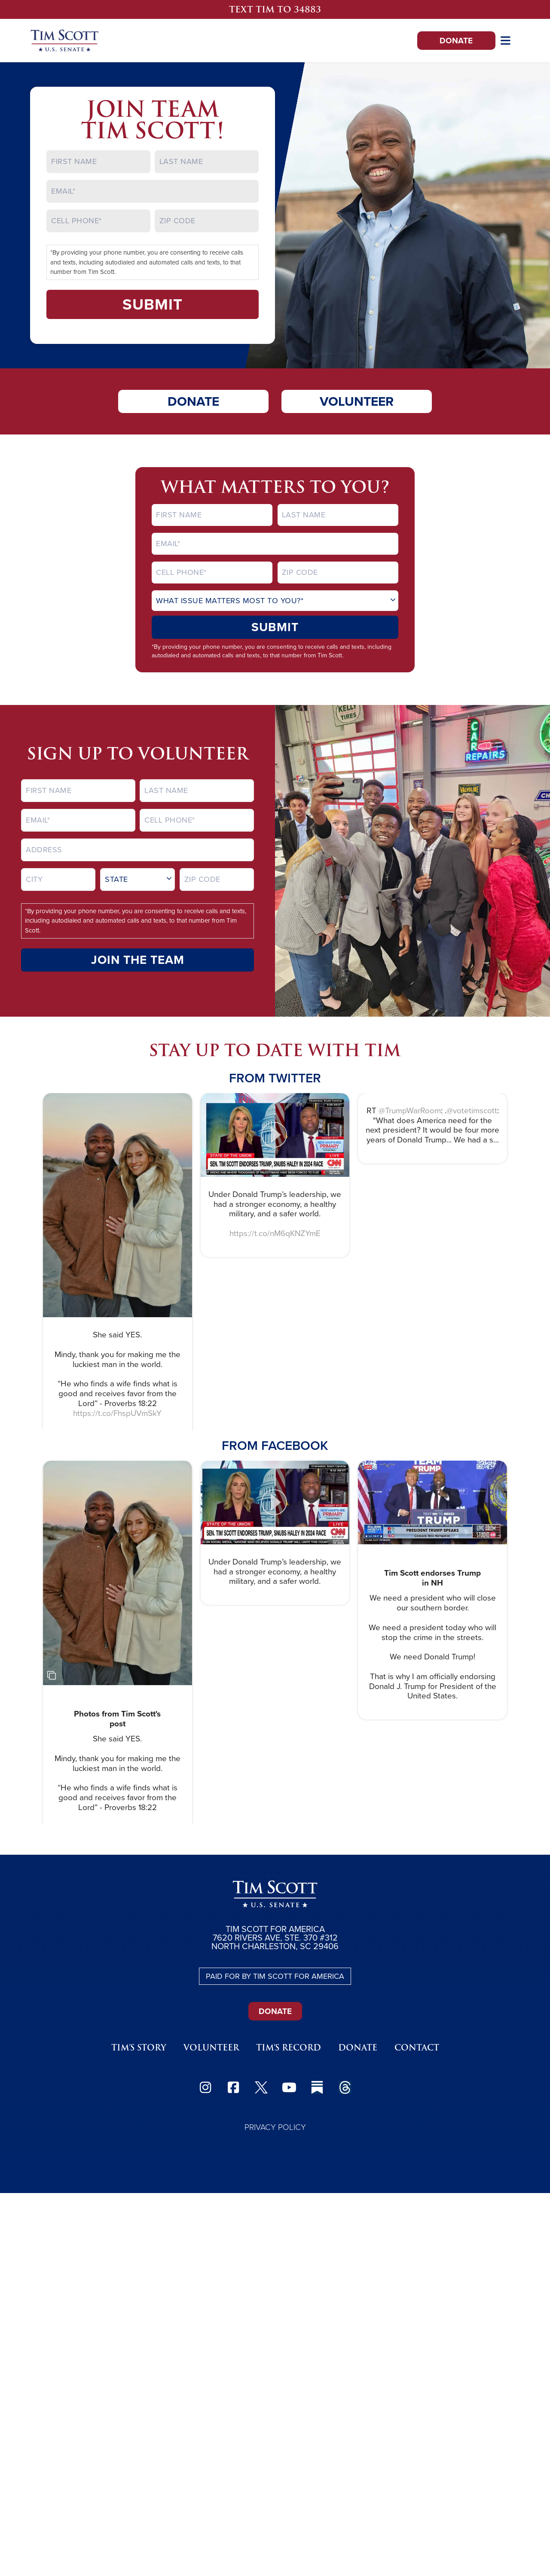 TEXT TIM TO 34883
TIM SCOTT
★ U.S. SENATE ★
DONATE
JOIN TEAM
TIM SCOTT!
FIRST NAME
LAST NAME
EMAIL*
CELL PHONE*
ZIP CODE
*By providing your phone number, you are consenting to receive calls
and texts, including autodialed and automated calls and texts, to that
number from Tim Scott.
SUBMIT
DONATE
VOLUNTEER
WHAT MATTERS TO YOU?
FIRST NAME
LAST NAME
EMAIL*
CELL PHONE*
ZIP CODE
WHAT ISSUE MATTERS MOST TO YOU?*
SUBMIT
*By providing your phone number, you are consenting to receive calls and texts, including
autodialed and automated calls and texts, to that number from Tim Scott.
KELLY
TIRES
CAR
REPAIRS
VALVOLINE
CH
SIGN UP TO VOLUNTEER
FIRST NAME
LAST NAME
EMAIL*
CELL PHONE*
ADDRESS
CITY
STATE
ZIP CODE
*By providing your phone number, you are consenting to receive calls and texts,
including autodialed and automated calls and texts, to that number from Tim
Scott.
JOIN THE TEAM
STAY UP TO DATE WITH TIM
FROM TWITTER
She said YES.
Mindy, thank you for making me the
luckiest man in the world.
"He who finds a wife finds what is
good and receives favor from the
Lord" - Proverbs 18:22
https://t.co/FhspUVmSkY
STATE OF THE UNION
LIVE
SEN. TIM SCOTT ENDORSES TRUMP, SNUBS HALEY IN 2024 RACE
CNN
Under Donald Trump's leadership, we
had a stronger economy, a healthy
military, and a safer world.
https://t.co/nM6qKNZYmE
RT @TrumpWarRoom: .@votetimscott:
"What does America need for the
next president? It would be four more
years of Donald Trump... We had a s...
FROM FACEBOOK
Photos from Tim Scott's
post
She said YES.
Mindy, thank you for making me the
luckiest man in the world.
"He who finds a wife finds what is
good and receives favor from the
Lord" - Proverbs 18:22
PRIMARY
STATE OF THE UNION
LIVE
SEN. TIM SCOTT ENDORSES TRUMP, SNUBS HALEY IN 2024 RACE
CNN
Under Donald Trump's leadership, we
had a stronger economy, a healthy
military, and a safer world.
TEAM TRUMP
TRUMP
PRESIDENT TRUMP SPEAKS
Tim Scott endorses Trump
in NH
We need a president who will close
our southern border.
We need a president today who will
stop the crime in the streets.
We need Donald Trump!
That is why I am officially endorsing
Donald J. Trump for President of the
United States.
TIM SCOTT
★ U.S. SENATE ★
TIM SCOTT FOR AMERICA
7620 RIVERS AVE, STE. 370 #312
NORTH CHARLESTON, SC 29406
PAID FOR BY TIM SCOTT FOR AMERICA
DONATE
TIM'S STORY
VOLUNTEER
TIM'S RECORD
DONATE
CONTACT
PRIVACY POLICY